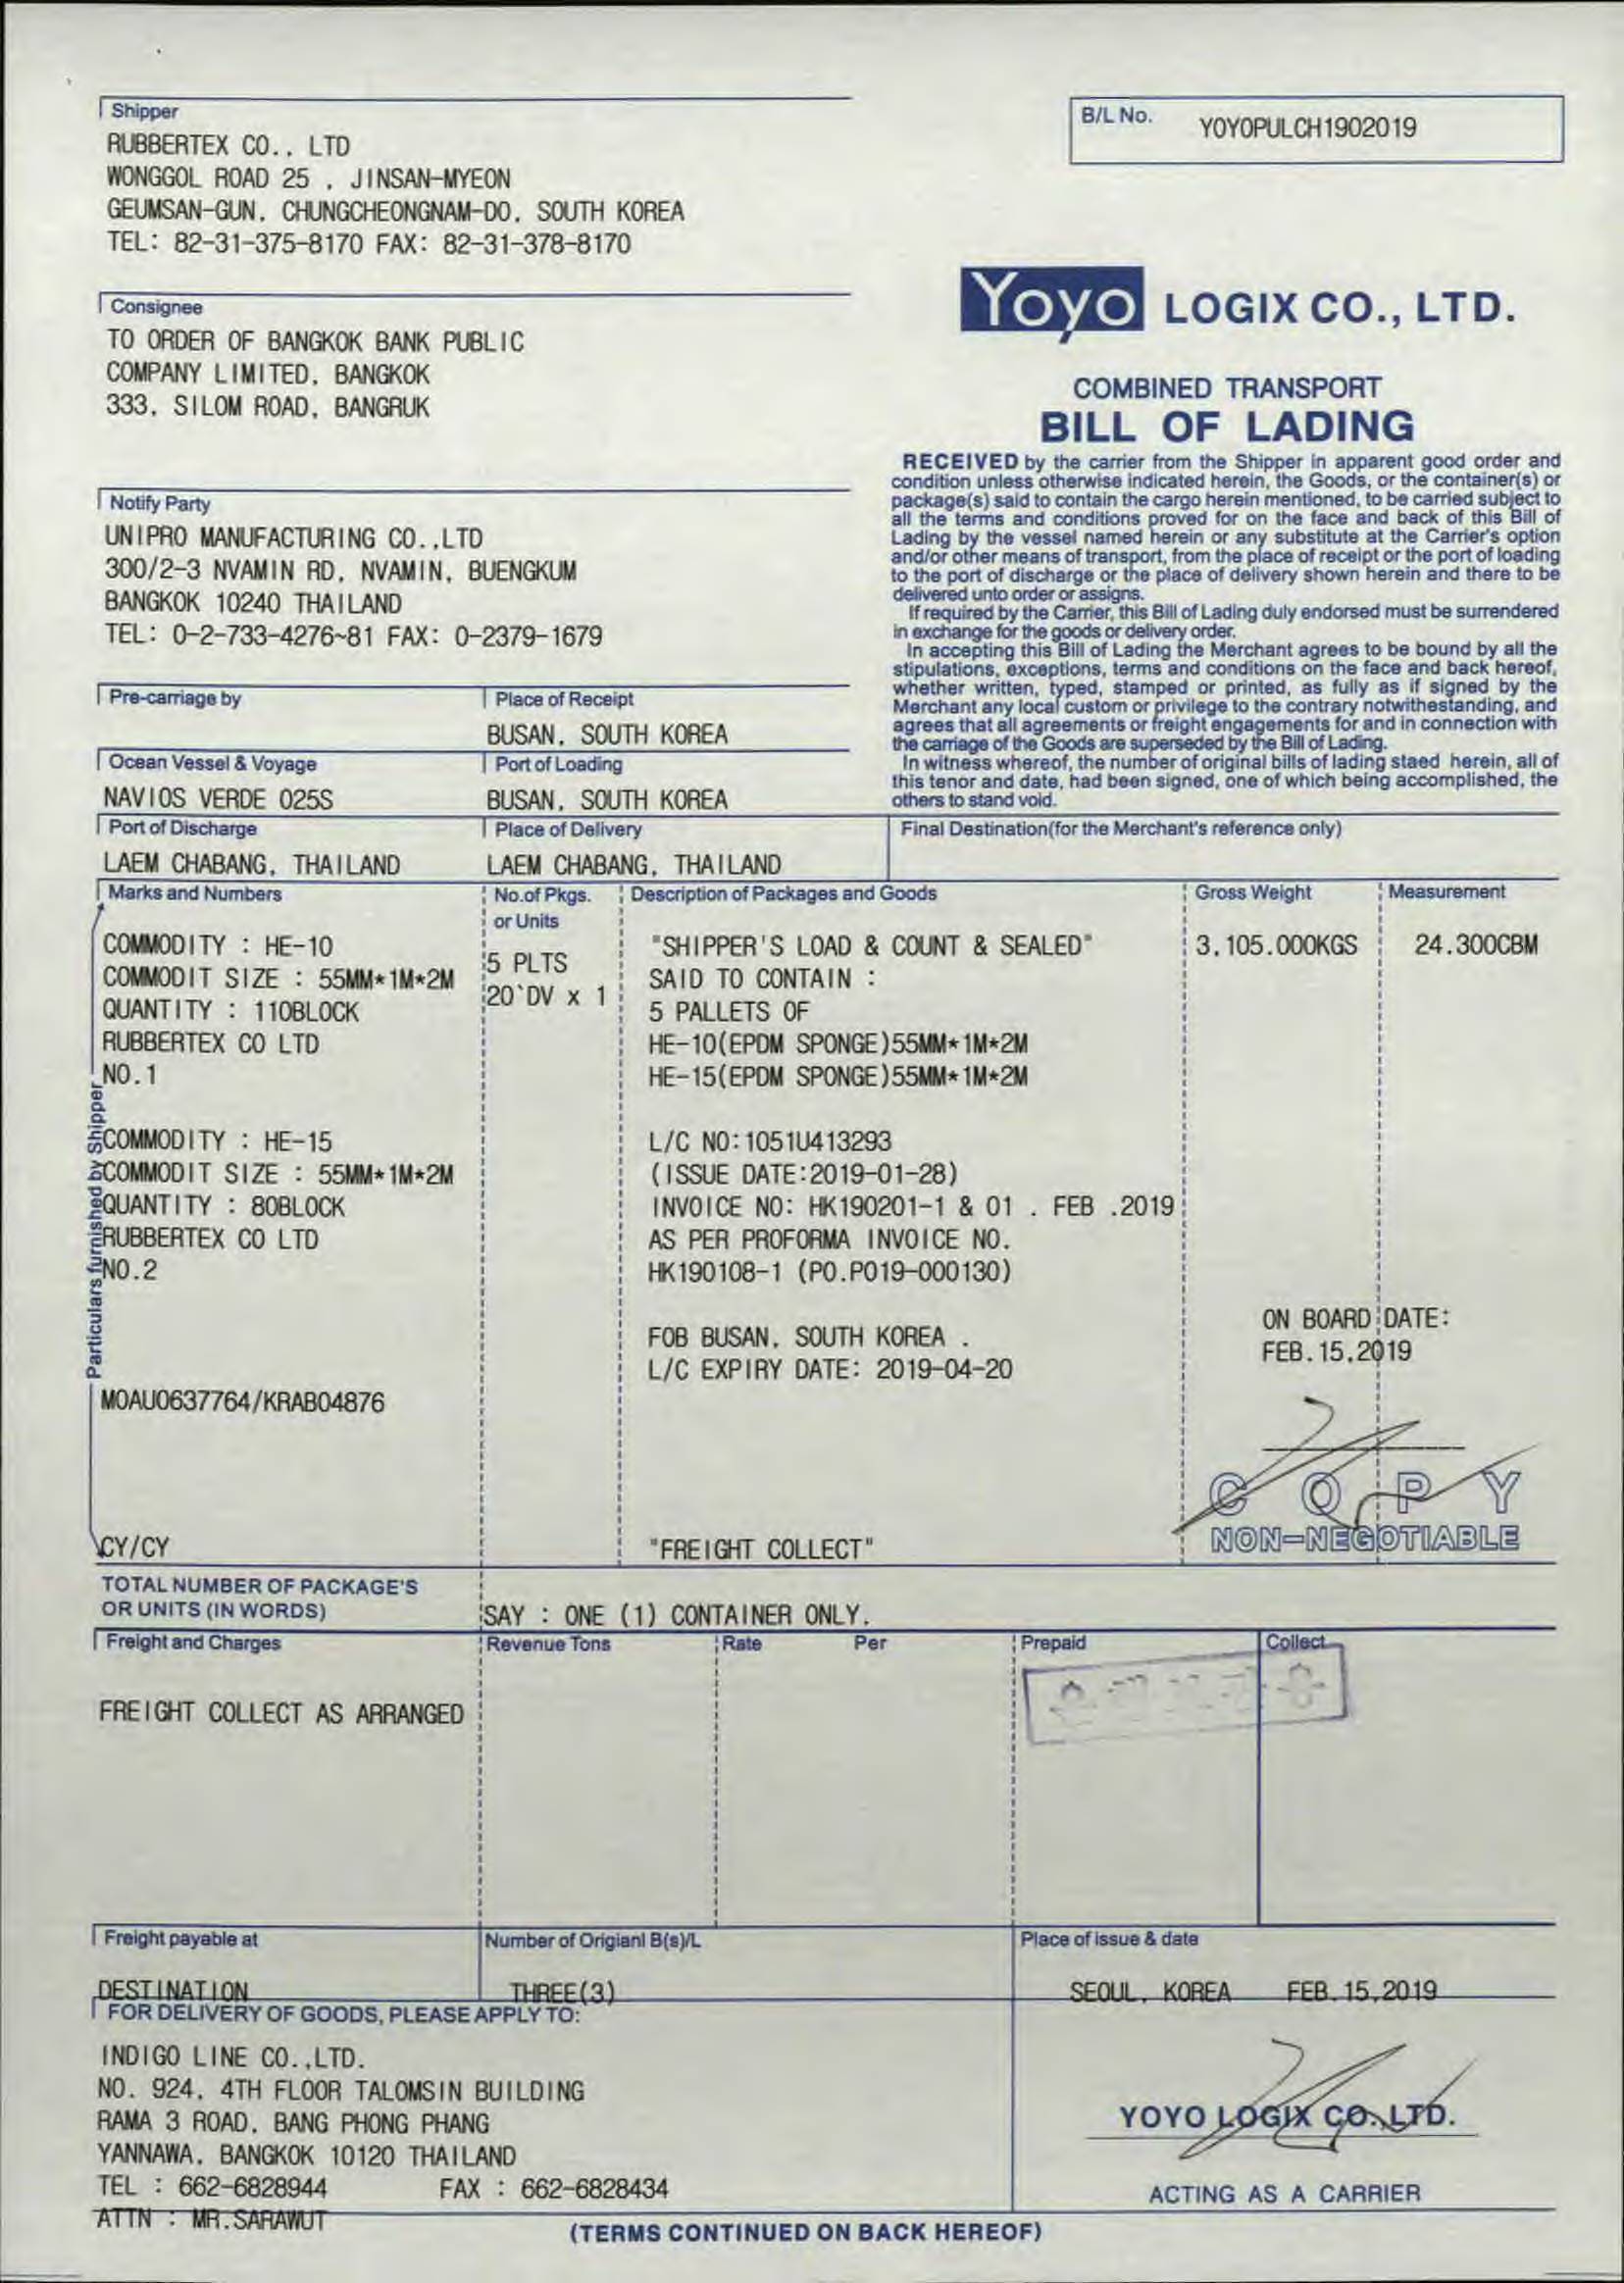 Shipper
RUBBERTEX CO., LTD
WONGGOL ROAD 25 , JINSAN-MYEON
GEUMSAN-GUN, CHUNGCHEONGNAM-DO, SOUTH KOREA
TEL: 82-31-375-8170 FAX: 82-31-378-8170
B/L No. YOYOPULCH1902019
Consignee
TO ORDER OF BANGKOK BANK PUBLIC
COMPANY LIMITED, BANGKOK
333, SILOM ROAD, BANGRUK
Yoyo LOGIX CO., LTD.
COMBINED TRANSPORT
BILL OF LADING
RECEIVED by the carrier from the Shipper in apparent good order and
condition unless otherwise indicated herein, the Goods, or the container(s) or
package(s) said to contain the cargo herein mentioned, to be carried subject to
all the terms and conditions proved for on the face and back of this Bill of
Lading by the vessel named herein or any substitute at the Carrier's option
and/or other means of transport, from the place of receipt or the port of loading
to the port of discharge or the place of delivery shown herein and there to be
delivered unto order or assigns.
If required by the Carrier, this Bill of Lading duly endorsed must be surrendered
in exchange for the goods or delivery order.
In accepting this Bill of Lading the Merchant agrees to be bound by all the
stipulations, exceptions, terms and conditions on the face and back hereof,
whether written, typed, stamped or printed, as fully as if signed by the
Merchant any local custom or privilege to the contrary notwithestanding, and
agrees that all agreements or freight engagements for and in connection with
the carriage of the Goods are superseded by the Bill of Lading.
In witness whereof, the number of original bills of lading staed herein, all of
this tenor and date, had been signed, one of which being accomplished, the
others to stand void.
Notify Party
UNIPRO MANUFACTURING CO.,LTD
300/2-3 NVAMIN RD, NVAMIN, BUENGKUM
BANGKOK 10240 THAILAND
TEL: 0-2-733-4276~81 FAX: 0-2379-1679
Pre-carriage by
Place of Receipt
BUSAN, SOUTH KOREA
Ocean Vessel & Voyage
NAVIOS VERDE 025S
Port of Loading
BUSAN, SOUTH KOREA
Port of Discharge
LAEM CHABANG, THAILAND
Place of Delivery
LAEM CHABANG, THAILAND
Final Destination(for the Merchant's reference only)
Marks and Numbers
No.of Pkgs.
or Units
Description of Packages and Goods
Gross Weight
Measurement
Particulars furnished by Shipper
COMMODITY : HE-10
COMMODIT SIZE : 55MM*1M*2M
QUANTITY : 110BLOCK
RUBBERTEX CO LTD
NO.1
COMMODITY : HE-15
COMMODIT SIZE : 55MM*1M*2M
QUANTITY : 80BLOCK
RUBBERTEX CO LTD
NO.2
MOAU0637764/KRAB04876
CY/CY
5 PLTS
20`DV x 1
"SHIPPER'S LOAD & COUNT & SEALED"
SAID TO CONTAIN :
5 PALLETS OF
HE-10(EPDM SPONGE)55MM*1M*2M
HE-15(EPDM SPONGE)55MM*1M*2M
L/C NO:1051U413293
(ISSUE DATE:2019-01-28)
INVOICE NO: HK190201-1 & 01 . FEB .2019
AS PER PROFORMA INVOICE NO.
HK190108-1 (PO.PO19-000130)
FOB BUSAN, SOUTH KOREA .
L/C EXPIRY DATE: 2019-04-20
"FREIGHT COLLECT"
3,105.000KGS
24.300CBM
ON BOARD DATE:
FEB.15,2019
COPY
NON-NEGOTIABLE
TOTAL NUMBER OF PACKAGE'S
OR UNITS (IN WORDS)
SAY : ONE (1) CONTAINER ONLY.
Freight and Charges
Revenue Tons
Rate
Per
Prepaid
Collect
FREIGHT COLLECT AS ARRANGED
Freight payable at
DESTINATION
Number of Origianl B(s)/L
THREE(3)
Place of issue & date
SEOUL, KOREA FEB.15,2019
FOR DELIVERY OF GOODS, PLEASE APPLY TO:
INDIGO LINE CO.,LTD.
NO. 924, 4TH FLOOR TALOMSIN BUILDING
RAMA 3 ROAD, BANG PHONG PHANG
YANNAWA, BANGKOK 10120 THAILAND
TEL : 662-6828944 FAX : 662-6828434
ATTN : MR.SARAWUT
YOYO LOGIX CO., LTD.
ACTING AS A CARRIER
(TERMS CONTINUED ON BACK HEREOF)